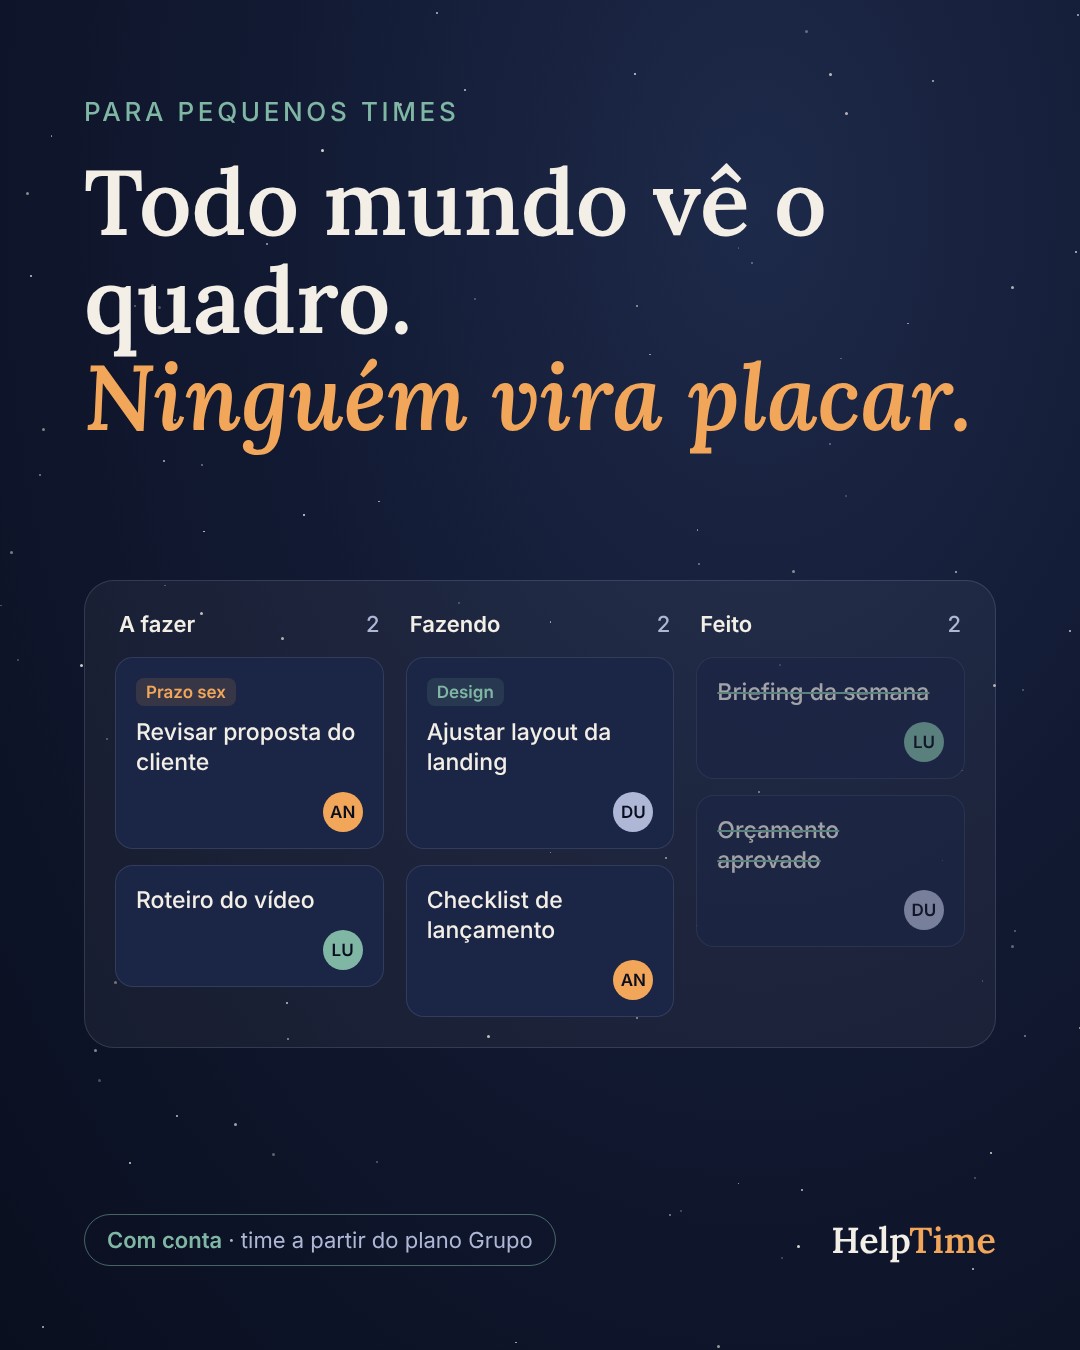 PARA PEQUENOS TIMES
Todo mundo vê o
quadro.
Ninguém vira placar.
A fazer 2
Prazo sex
Revisar proposta do
cliente
AN
Roteiro do vídeo
LU
Fazendo 2
Design
Ajustar layout da
landing
DU
Checklist de
lançamento
AN
Feito 2
Briefing da semana
LU
Orçamento
aprovado
DU
Com conta · time a partir do plano Grupo
HelpTime